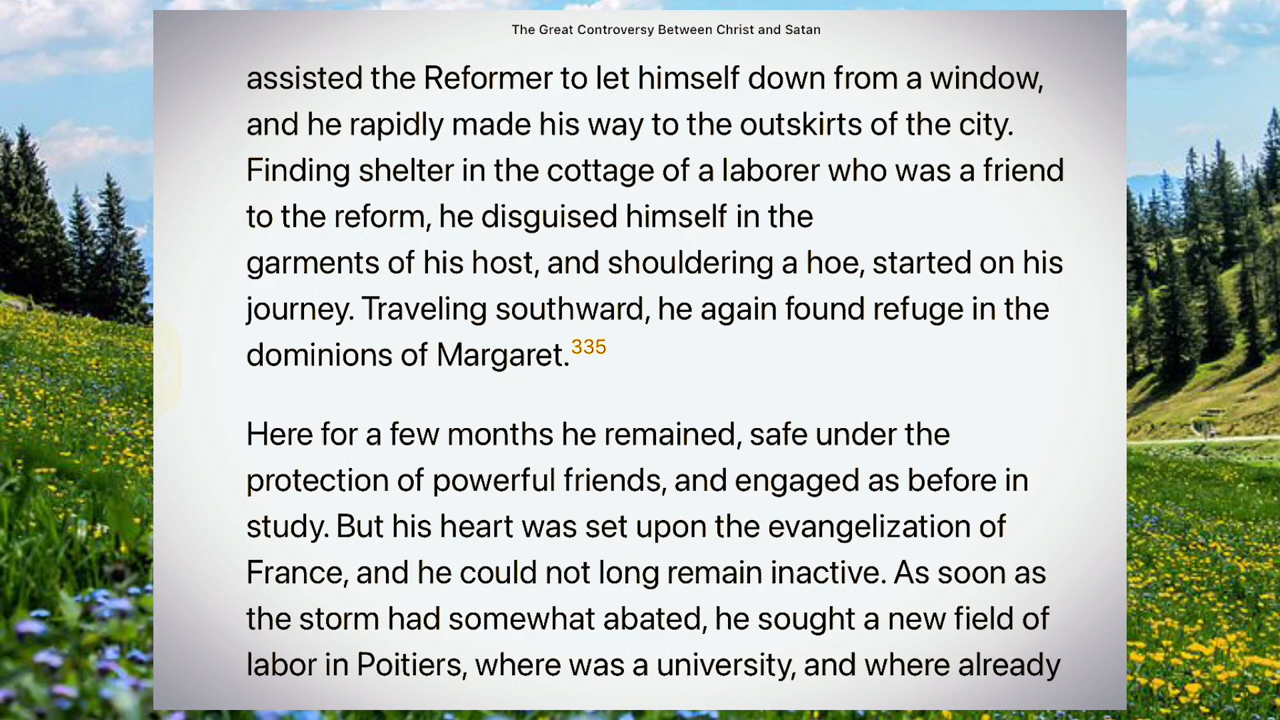 The Great Controversy Between Christ and Satan
assisted the Reformer to let himself down from a window,
and he rapidly made his way to the outskirts of the city.
Finding shelter in the cottage of a laborer who was a friend
to the reform, he disguised himself in the
garments of his host, and shouldering a hoe, started on his
journey. Traveling southward, he again found refuge in the
dominions of Margaret.335
Here for a few months he remained, safe under the
protection of powerful friends, and engaged as before in
study. But his heart was set upon the evangelization of
France, and he could not long remain inactive. As soon as
the storm had somewhat abated, he sought a new field of
labor in Poitiers, where was a university, and where already